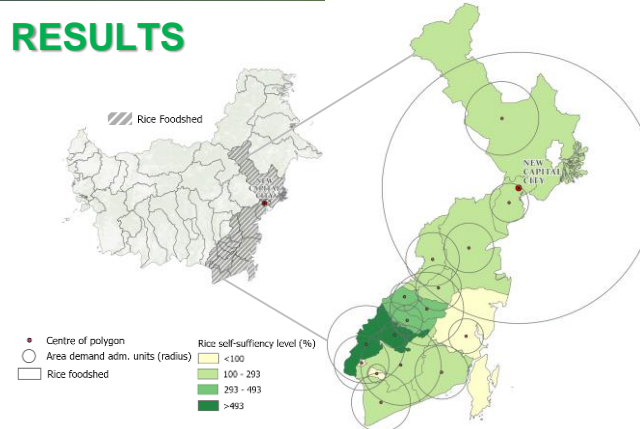 RESULTS
Rice Foodshed
NEW
CAPITAL
CITY
NEW
CAPITAL
CITY
Centre of polygon
Area demand adm. units (radius)
Rice foodshed
Rice self-suffiency level (%)
<100
100 - 293
293 - 493
>493